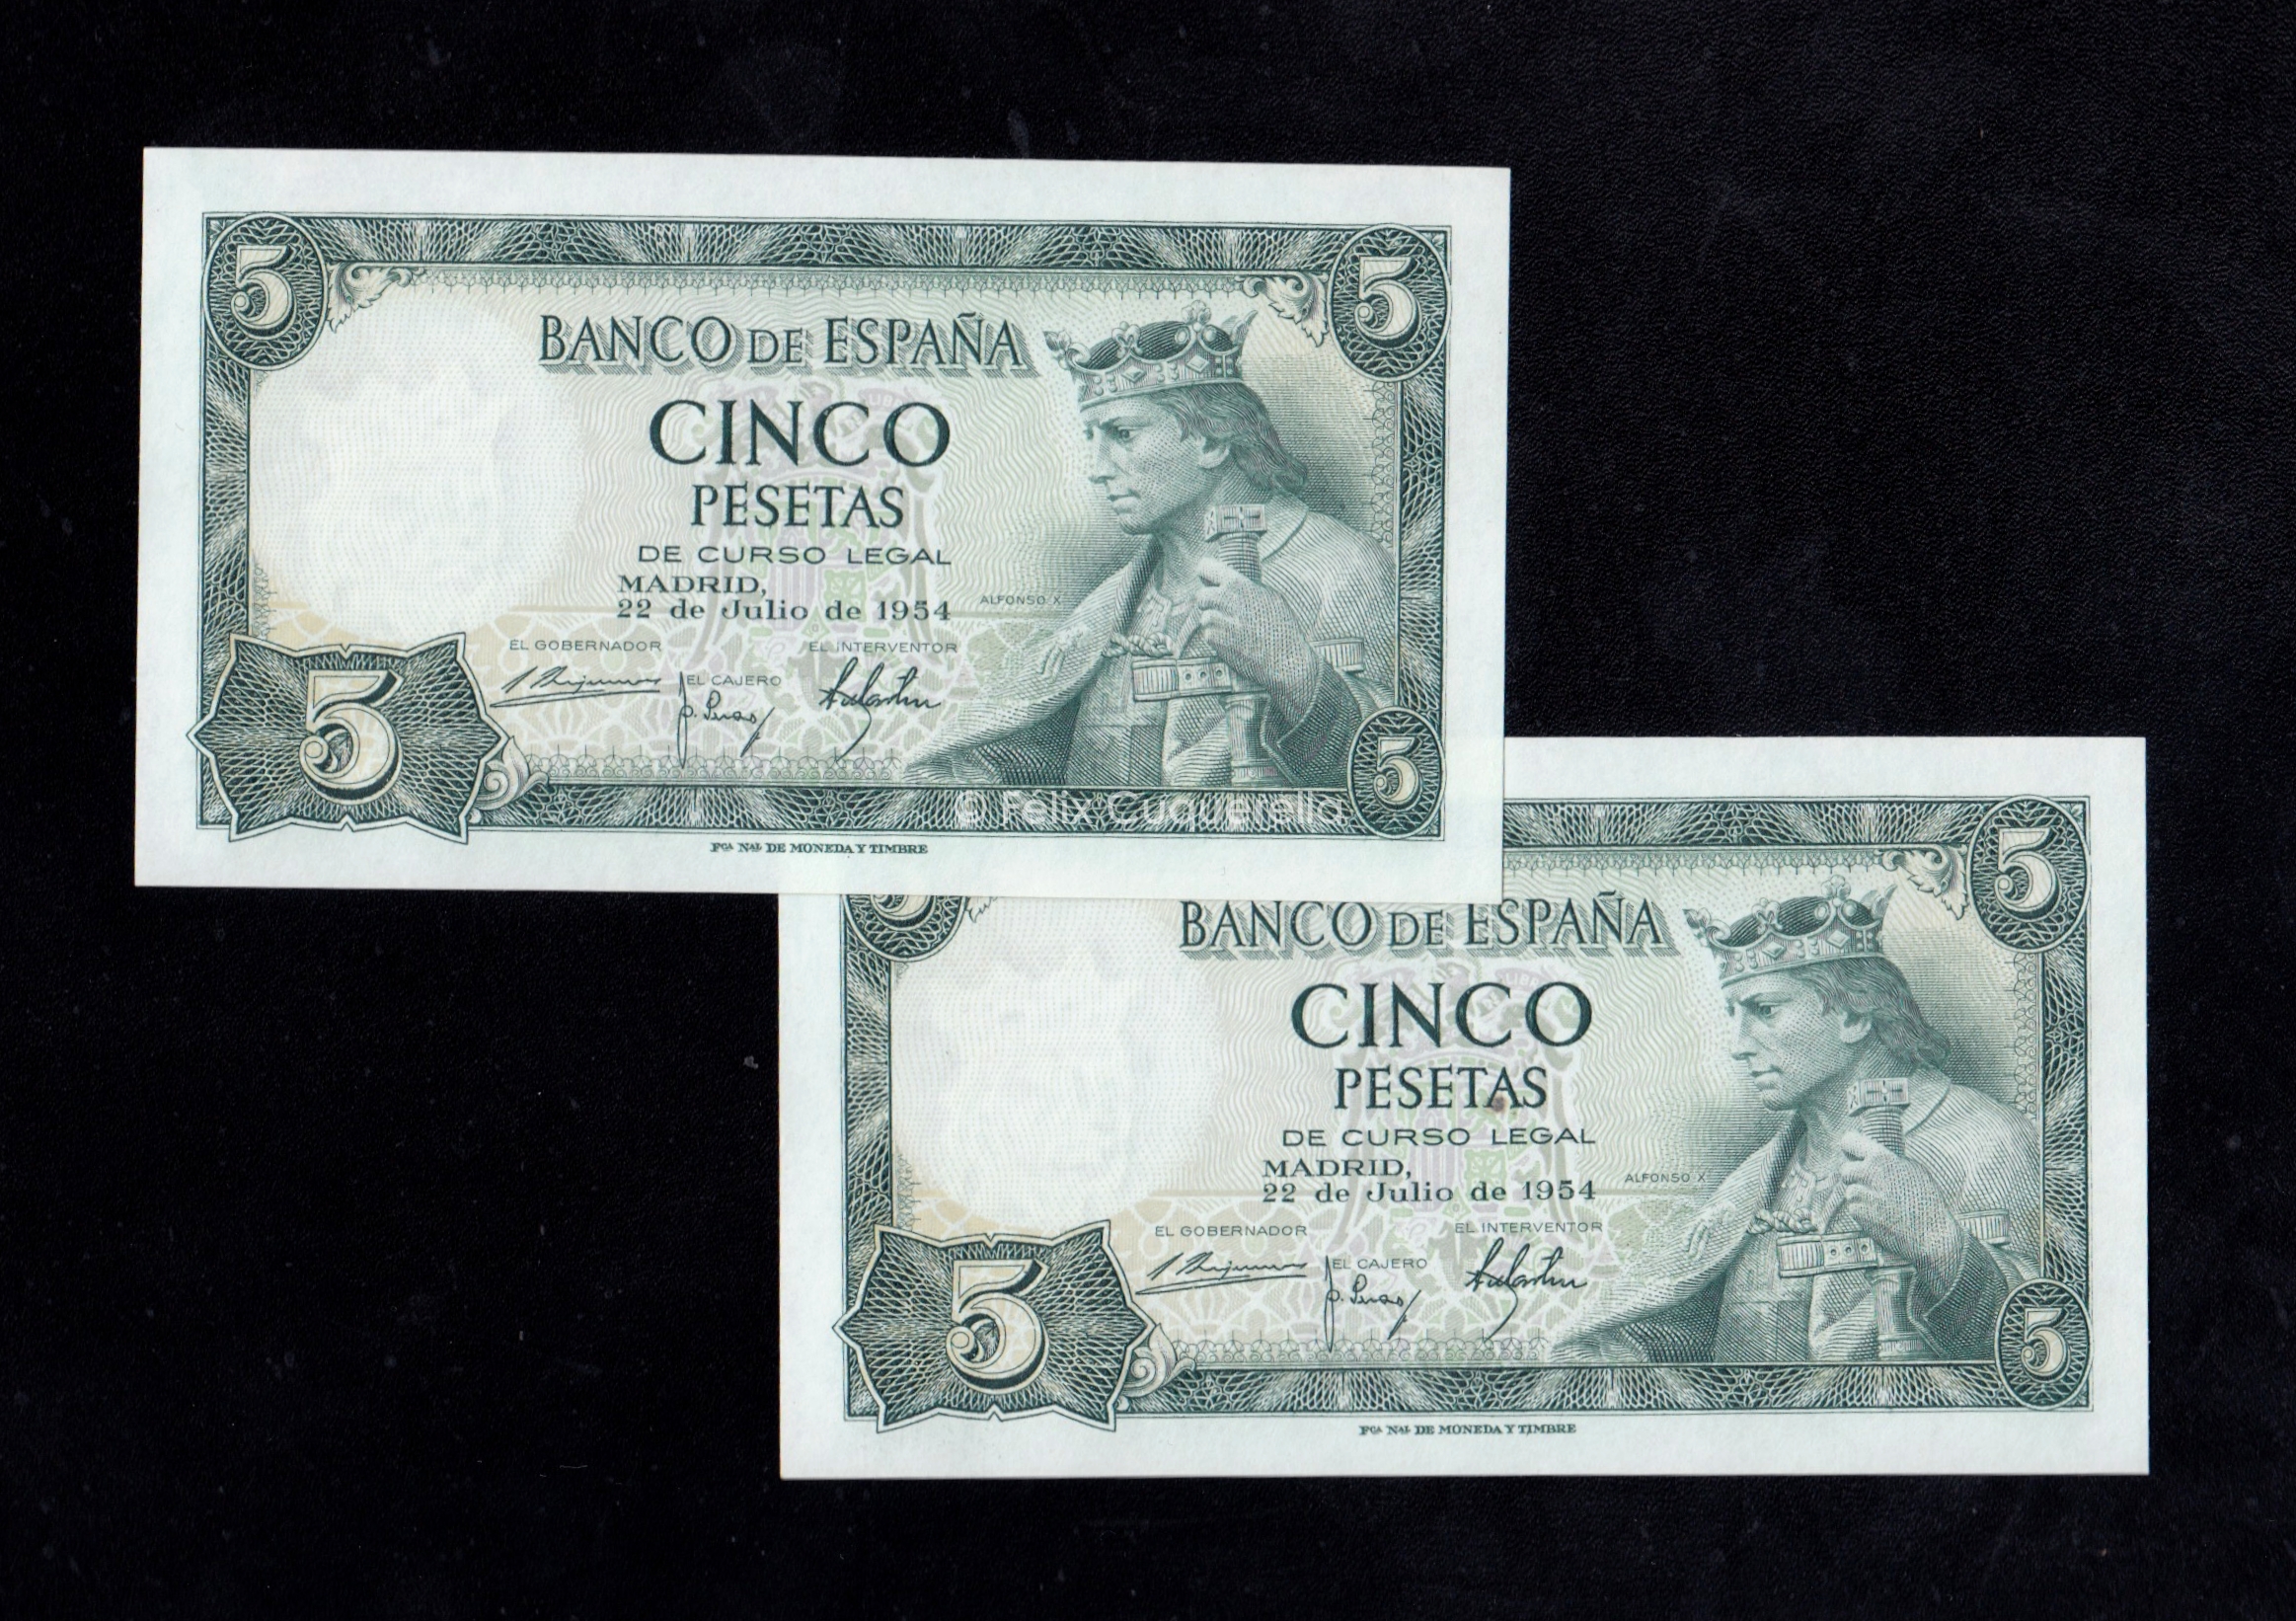 5
5
BANCO DE ESPAÑA
CINCO
PESETAS
DE CURSO LEGAL
MADRID,
22 de Julio de 1954
ALFONSO X
EL GOBERNADOR
EL INTERVENTOR
EL CAJERO
5
5
© Felix Cuquerella
FCA NAL DE MONEDA Y TIMBRE
5
5
BANCO DE ESPAÑA
CINCO
PESETAS
DE CURSO LEGAL
MADRID,
22 de Julio de 1954
ALFONSO X
EL GOBERNADOR
EL INTERVENTOR
EL CAJERO
5
5
FCA NAL DE MONEDA Y TIMBRE